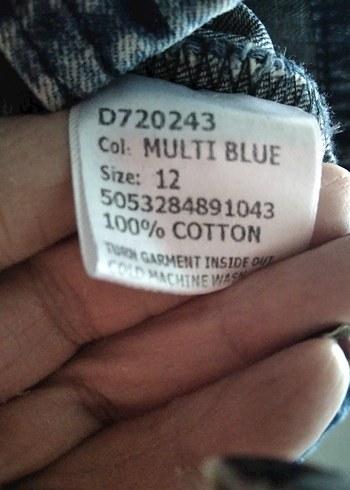 D720243
Col: MULTI BLUE
Size: 12
5053284891043
100% COTTON
TURN GARMENT INSIDE OUT
COLD MACHINE WASH